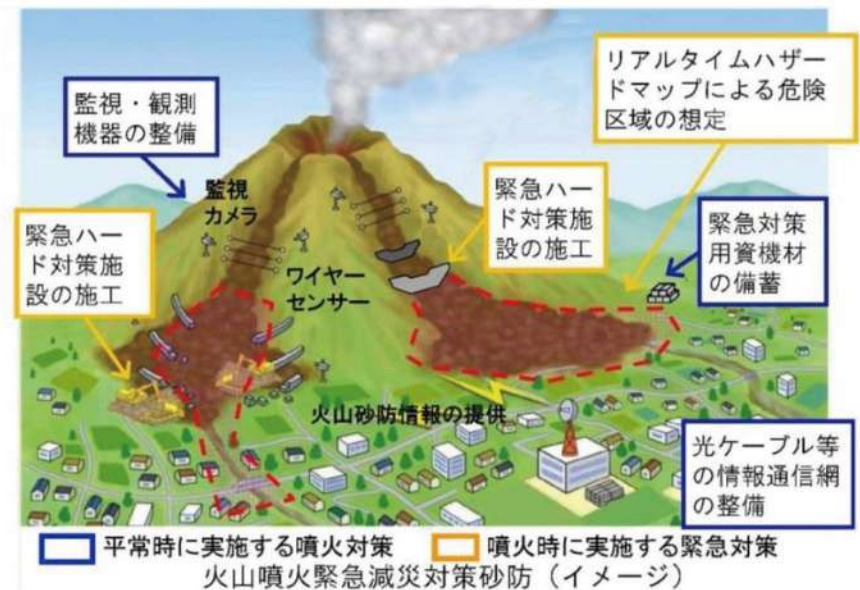 リアルタイムハザー
ドマップによる危険
区域の想定
監視・観測
機器の整備
監視
カメラ
緊急ハー
ド対策施
設の施工
緊急対策
用資機材
の備蓄
緊急ハー
ド対策施
設の施工
ワイヤー
センサー
火山砂防情報の提供
光ケーブル等
の情報通信網
の整備
平常時に実施する噴火対策
噴火時に実施する緊急対策
火山噴火緊急減災対策砂防（イメージ）